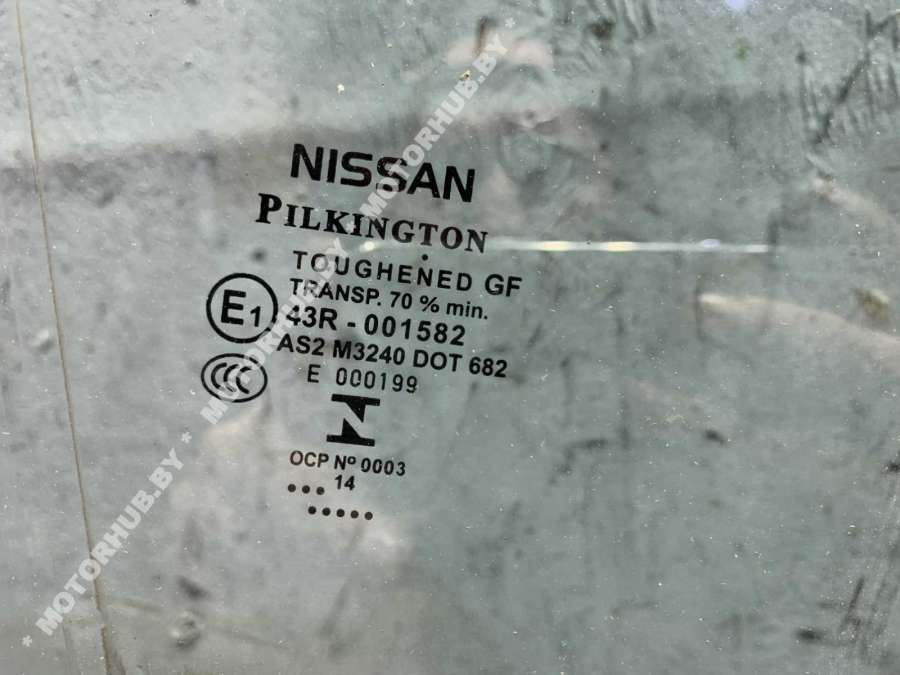 NISSAN
PILKINGTON
TOUGHENED GF
TRANSP. 70 % min.
E1 43R - 001582
AS2 M3240 DOT 682
CCC E 000199
OCP Nº 0003
14
* MOTORHUB.BY * MOTORHUB.BY * MOTORHUB.BY *